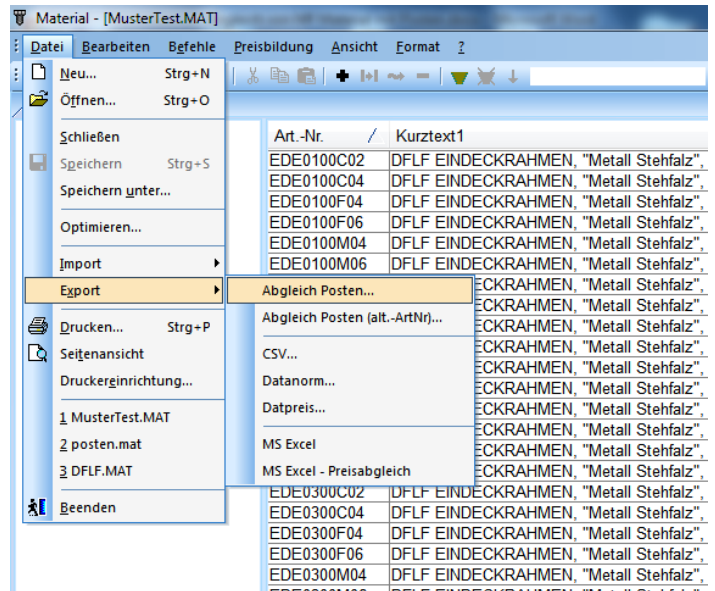 Material - [MusterTest.MAT]
Datei Bearbeiten Befehle Preisbildung Ansicht Format ?
Neu... Strg+N
Öffnen... Strg+O
Schließen
Speichern Strg+S
Speichern unter...
Optimieren...
Import
Export
Drucken... Strg+P
Seitenansicht
Druckereinrichtung...
1 MusterTest.MAT
2 posten.mat
3 DFLF.MAT
Beenden
Abgleich Posten...
Abgleich Posten (alt.-ArtNr)...
CSV...
Datanorm...
Datpreis...
MS Excel
MS Excel - Preisabgleich
Art.-Nr. Kurztext1
EDE0100C02 DFLF EINDECKRAHMEN, "Metall Stehfalz",
EDE0100C04 DFLF EINDECKRAHMEN, "Metall Stehfalz",
EDE0100F04 DFLF EINDECKRAHMEN, "Metall Stehfalz",
EDE0100F06 DFLF EINDECKRAHMEN, "Metall Stehfalz",
EDE0100M04 DFLF EINDECKRAHMEN, "Metall Stehfalz",
EDE0100M06 DFLF EINDECKRAHMEN, "Metall Stehfalz",
ECKRAHMEN, "Metall Stehfalz",
ECKRAHMEN, "Metall Stehfalz",
ECKRAHMEN, "Metall Stehfalz",
ECKRAHMEN, "Metall Stehfalz",
ECKRAHMEN, "Metall Stehfalz",
ECKRAHMEN, "Metall Stehfalz",
ECKRAHMEN, "Metall Stehfalz",
ECKRAHMEN, "Metall Stehfalz",
ECKRAHMEN, "Metall Stehfalz",
ECKRAHMEN, "Metall Stehfalz",
EDE0300C02 DFLF EINDECKRAHMEN, "Metall Stehfalz",
EDE0300C04 DFLF EINDECKRAHMEN, "Metall Stehfalz",
EDE0300F04 DFLF EINDECKRAHMEN, "Metall Stehfalz",
EDE0300F06 DFLF EINDECKRAHMEN, "Metall Stehfalz",
EDE0300M04 DFLF EINDECKRAHMEN, "Metall Stehfalz",